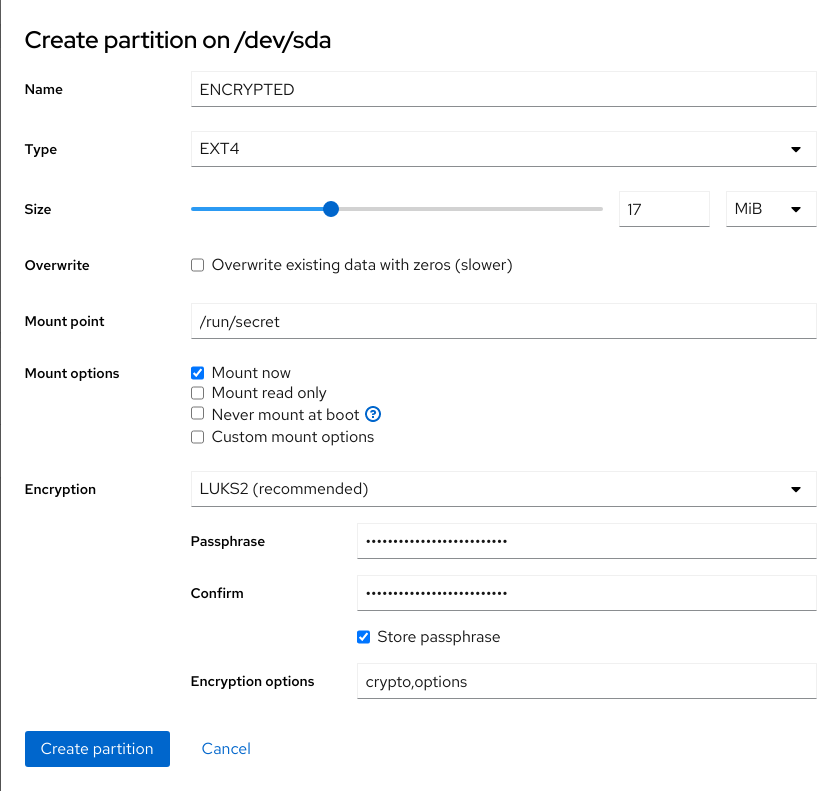 Create partition on /dev/sda
Name ENCRYPTED
Type EXT4
Size 17 MiB
Overwrite Overwrite existing data with zeros (slower)
Mount point /run/secret
Mount options Mount now
Mount read only
Never mount at boot ?
Custom mount options
Encryption LUKS2 (recommended)
Passphrase ••••••••••••••••••••••••••
Confirm ••••••••••••••••••••••••••
Store passphrase
Encryption options crypto,options
Create partition Cancel